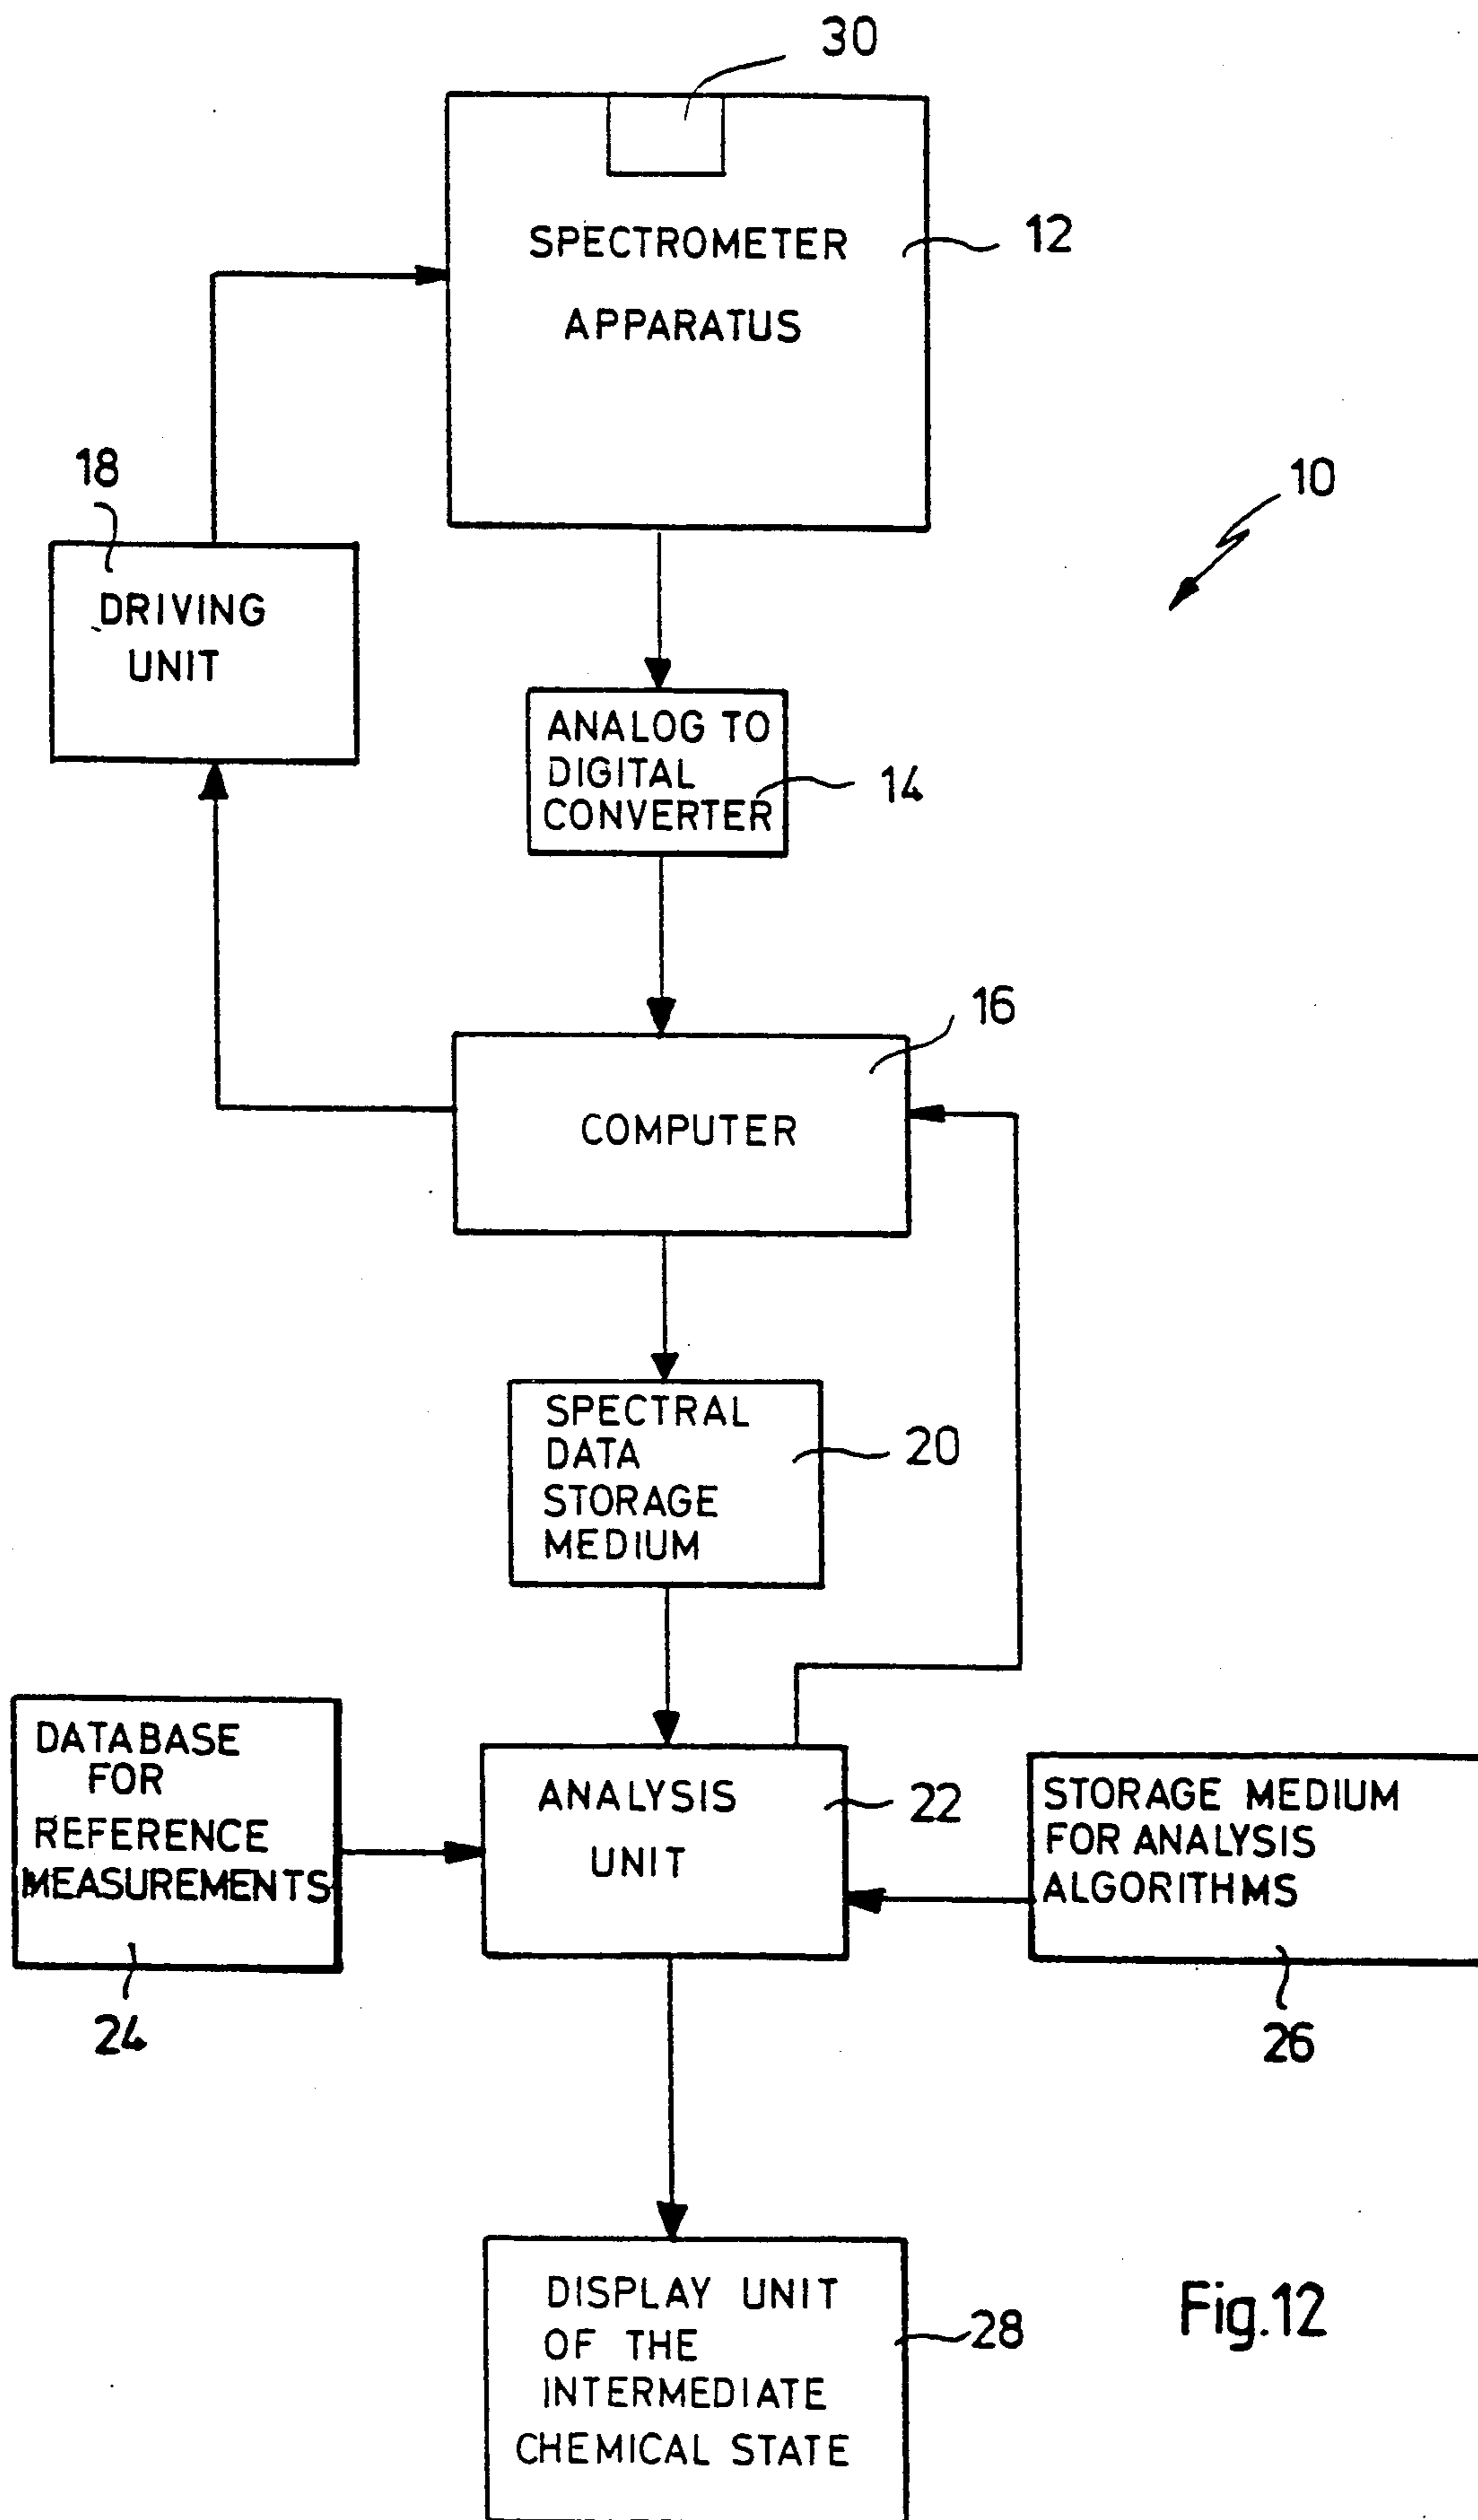 30
SPECTROMETER
APPARATUS
12
18
10
DRIVING
UNIT
ANALOG TO
DIGITAL
CONVERTER
14
16
COMPUTER
SPECTRAL
DATA
STORAGE
MEDIUM
20
DATABASE
FOR
REFERENCE
MEASUREMENTS
24
ANALYSIS
UNIT
22
STORAGE MEDIUM
FOR ANALYSIS
ALGORITHMS
26
DISPLAY UNIT
OF THE
INTERMEDIATE
CHEMICAL STATE
28
Fig.12